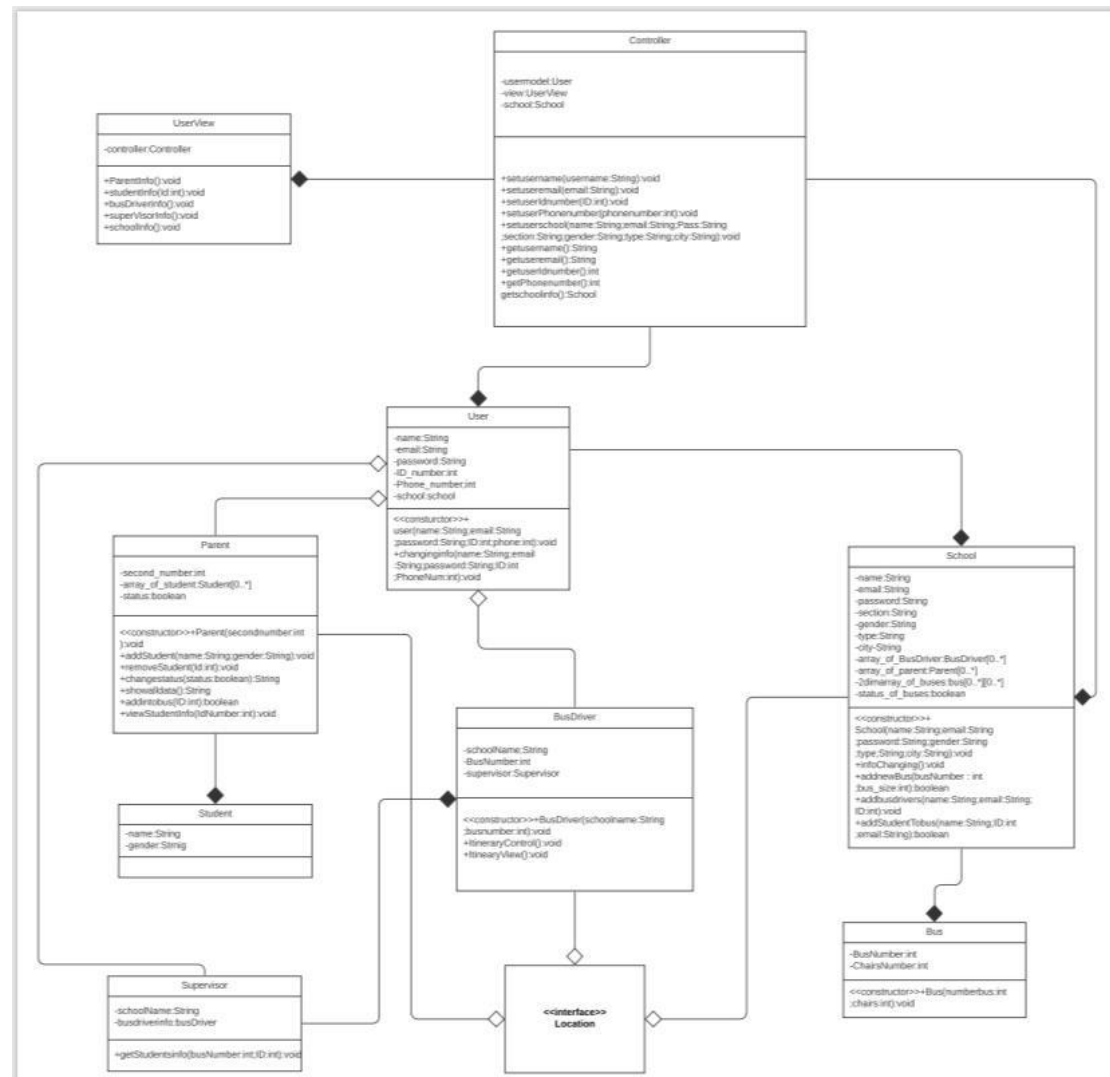 Controller
-usermodel:User
-view:UserView
-school:School
+setusername(username:String):void
+setuseremail(email:String):void
+setuserIdnumber(ID:int):void
+setuserPhonenumber(phonenumber:int):void
+setuserschool(name:String;email:String;Pass:String
;section:String;gender:String;type:String;city:String):void
+getusername():String
+getuseremail():String
+getuserIdnumber():int
+getPhonenumber():int
getschoolinfo():School
UserView
-controller:Controller
+ParentInfo():void
+studentInfo(Id:int):void
+busDriverInfo():void
+superVisorInfo():void
+schoolInfo():void
User
-name:String
-email:String
-password:String
-ID_number:int
-Phone_number:int
-school:school
<<consturctor>>+
user(name:String;email:String
;password:String;ID:int;phone:int):void
+changinginfo(name:String;email
:String;password:String;ID:int
;PhoneNum:int):void
Parent
-second_number:int
-array_of_student:Student[0..*]
-status:boolean
<<constructor>>+Parent(secondnumber:int
):void
+addStudent(name:String;gender:String):void
+removeStudent(Id:int):void
+changestatus(status:boolean):String
+showalldata():String
+addintobus(ID:int):boolean
+viewStudentInfo(IdNumber:int):void
School
-name:String
-email:String
-password:String
-section:String
-gender:String
-type:String
-city-String
-array_of_BusDriver:BusDriver[0..*]
-array_of_parent:Parent[0..*]
-2dimarray_of_buses:bus[0..*][0..*]
-status_of_buses:boolean
<<constructor>>+
School(name:String;email:String
;password:String;gender:String
;type;String;city:String):void
+infoChanging():void
+addnewBus(busNumber : int
;bus_size:int):boolean
+addbusdrivers(name:String;email:String;
ID:int):void
+addStudentTobus(name:String;ID:int
;email:String):boolean
BusDriver
-schoolName;String
-BusNumber:int
-supervisor:Supervisor
<<constructor>>+BusDriver(schoolname:String
;busnumber:int):void
+ItineraryControl():void
+ItinearyView():void
Student
-name:String
-gender:Strnig
Bus
-BusNumber:int
-ChairsNumber:int
<<constructor>>+Bus(numberbus:int
;chairs:int):void
Supervisor
-schoolName:String
-busdriverinfo:busDriver
+getStudentsinfo(busNumber:int;ID:int):void
<<interface>>
Location